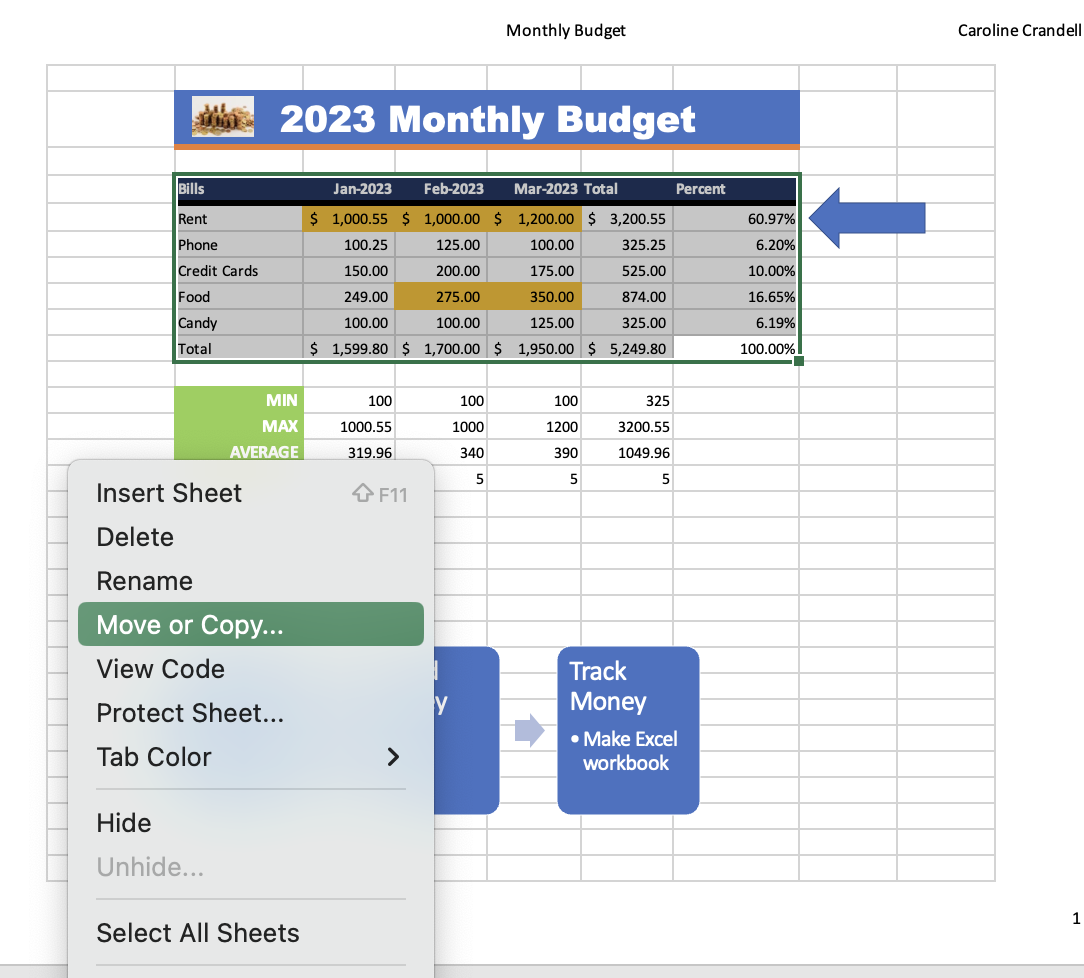 Monthly Budget Caroline Crandell
2023 Monthly Budget
Bills Jan-2023 Feb-2023 Mar-2023 Total Percent
Rent $ 1,000.55 $ 1,000.00 $ 1,200.00 $ 3,200.55 60.97%
Phone 100.25 125.00 100.00 325.25 6.20%
Credit Cards 150.00 200.00 175.00 525.00 10.00%
Food 249.00 275.00 350.00 874.00 16.65%
Candy 100.00 100.00 125.00 325.00 6.19%
Total $ 1,599.80 $ 1,700.00 $ 1,950.00 $ 5,249.80 100.00%
MIN 100 100 100 325
MAX 1000.55 1000 1200 3200.55
AVERAGE 319.96 340 390 1049.96
5 5 5
Insert Sheet ⇧ F11
Delete
Rename
Move or Copy...
View Code
Protect Sheet...
Tab Color
Hide
Unhide...
Select All Sheets
Track
Money
• Make Excel
workbook
1